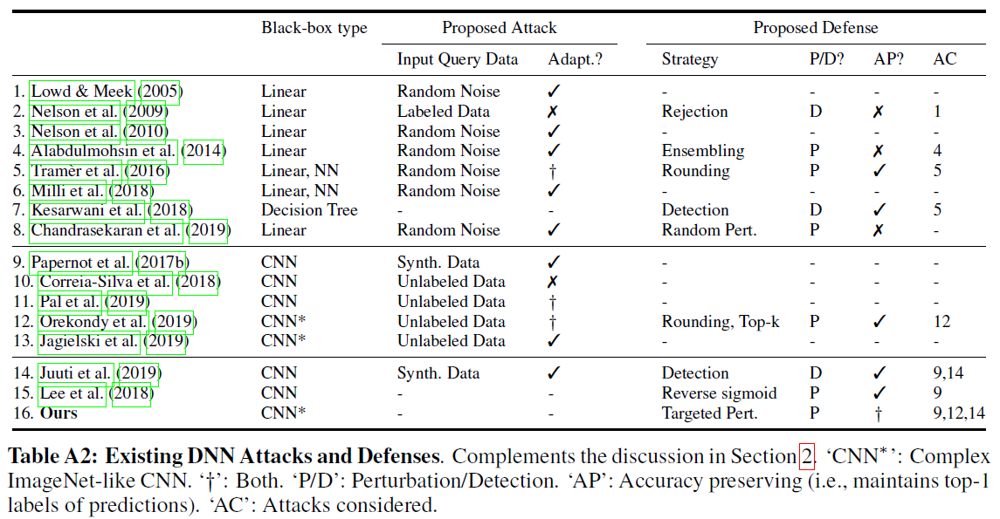 Black-box type Proposed Attack Proposed Defense
Input Query Data Adapt.? Strategy P/D? AP? AC
1. Lowd & Meek (2005) Linear Random Noise ✓ - - - -
2. Nelson et al. (2009) Linear Labeled Data ✗ Rejection D ✗ 1
3. Nelson et al. (2010) Linear Random Noise ✓ - - - -
4. Alabdulmohsin et al. (2014) Linear Random Noise ✓ Ensembling P ✗ 4
5. Tramèr et al. (2016) Linear, NN Random Noise † Rounding P ✓ 5
6. Milli et al. (2018) Linear, NN Random Noise ✓ - - - -
7. Kesarwani et al. (2018) Decision Tree - - Detection D ✓ 5
8. Chandrasekaran et al. (2019) Linear Random Noise ✓ Random Pert. P ✗ -
9. Papernot et al. (2017b) CNN Synth. Data ✓ - - - -
10. Correia-Silva et al. (2018) CNN Unlabeled Data ✗ - - - -
11. Pal et al. (2019) CNN Unlabeled Data † - - - -
12. Orekondy et al. (2019) CNN* Unlabeled Data † Rounding, Top-k P ✓ 12
13. Jagielski et al. (2019) CNN* Unlabeled Data ✓ - - - -
14. Juuti et al. (2019) CNN Synth. Data ✓ Detection D ✓ 9,14
15. Lee et al. (2018) CNN - - Reverse sigmoid P ✓ 9
16. Ours CNN* - - Targeted Pert. P † 9,12,14
Table A2: Existing DNN Attacks and Defenses. Complements the discussion in Section 2. ‘CNN*’: Complex
ImageNet-like CNN. ‘†’: Both. ‘P/D’: Perturbation/Detection. ‘AP’: Accuracy preserving (i.e., maintains top-1
labels of predictions). ‘AC’: Attacks considered.